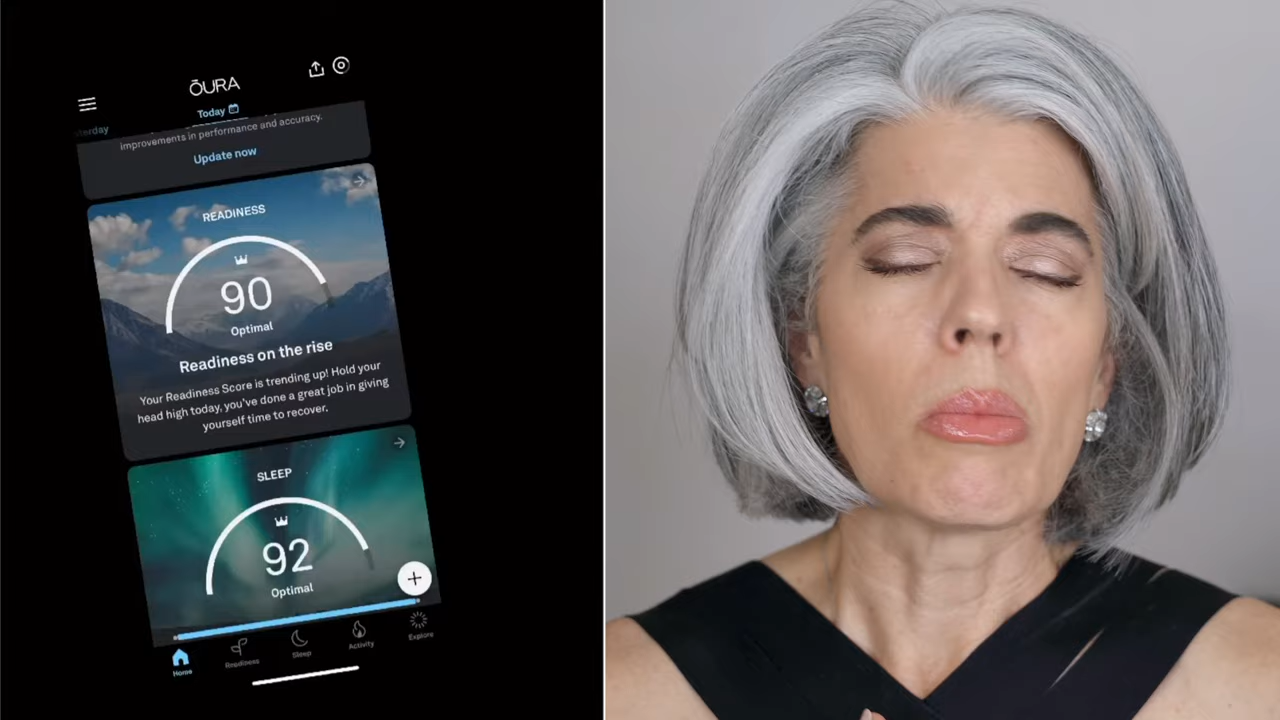 ŌURA
Today
terday
improvements in performance and accuracy.
Update now
READINESS
90
Optimal
Readiness on the rise
Your Readiness Score is trending up! Hold your
head high today, you've done a great job in giving
yourself time to recover.
SLEEP
92
Optimal
Home
Readiness
Sleep
Activity
Explore